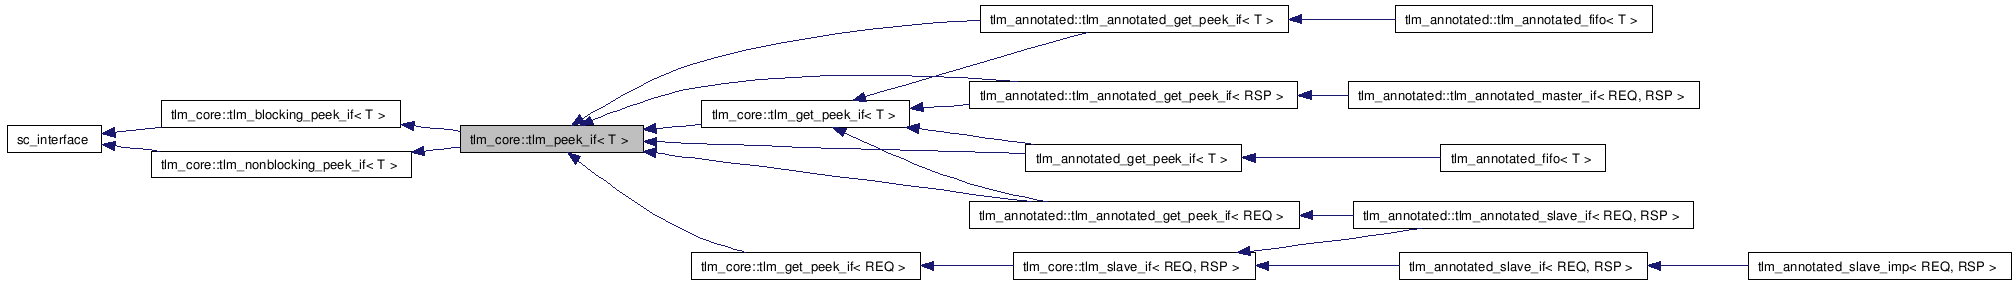 tlm_annotated::tlm_annotated_get_peek_if< T >
tlm_annotated::tlm_annotated_fifo< T >
tlm_annotated::tlm_annotated_get_peek_if< RSP >
tlm_annotated::tlm_annotated_master_if< REQ, RSP >
tlm_core::tlm_blocking_peek_if< T >
tlm_core::tlm_get_peek_if< T >
sc_interface
tlm_core::tlm_peek_if< T >
tlm_core::tlm_nonblocking_peek_if< T >
tlm_annotated_get_peek_if< T >
tlm_annotated_fifo< T >
tlm_annotated::tlm_annotated_get_peek_if< REQ >
tlm_annotated::tlm_annotated_slave_if< REQ, RSP >
tlm_core::tlm_get_peek_if< REQ >
tlm_core::tlm_slave_if< REQ, RSP >
tlm_annotated_slave_if< REQ, RSP >
tlm_annotated_slave_imp< REQ, RSP >